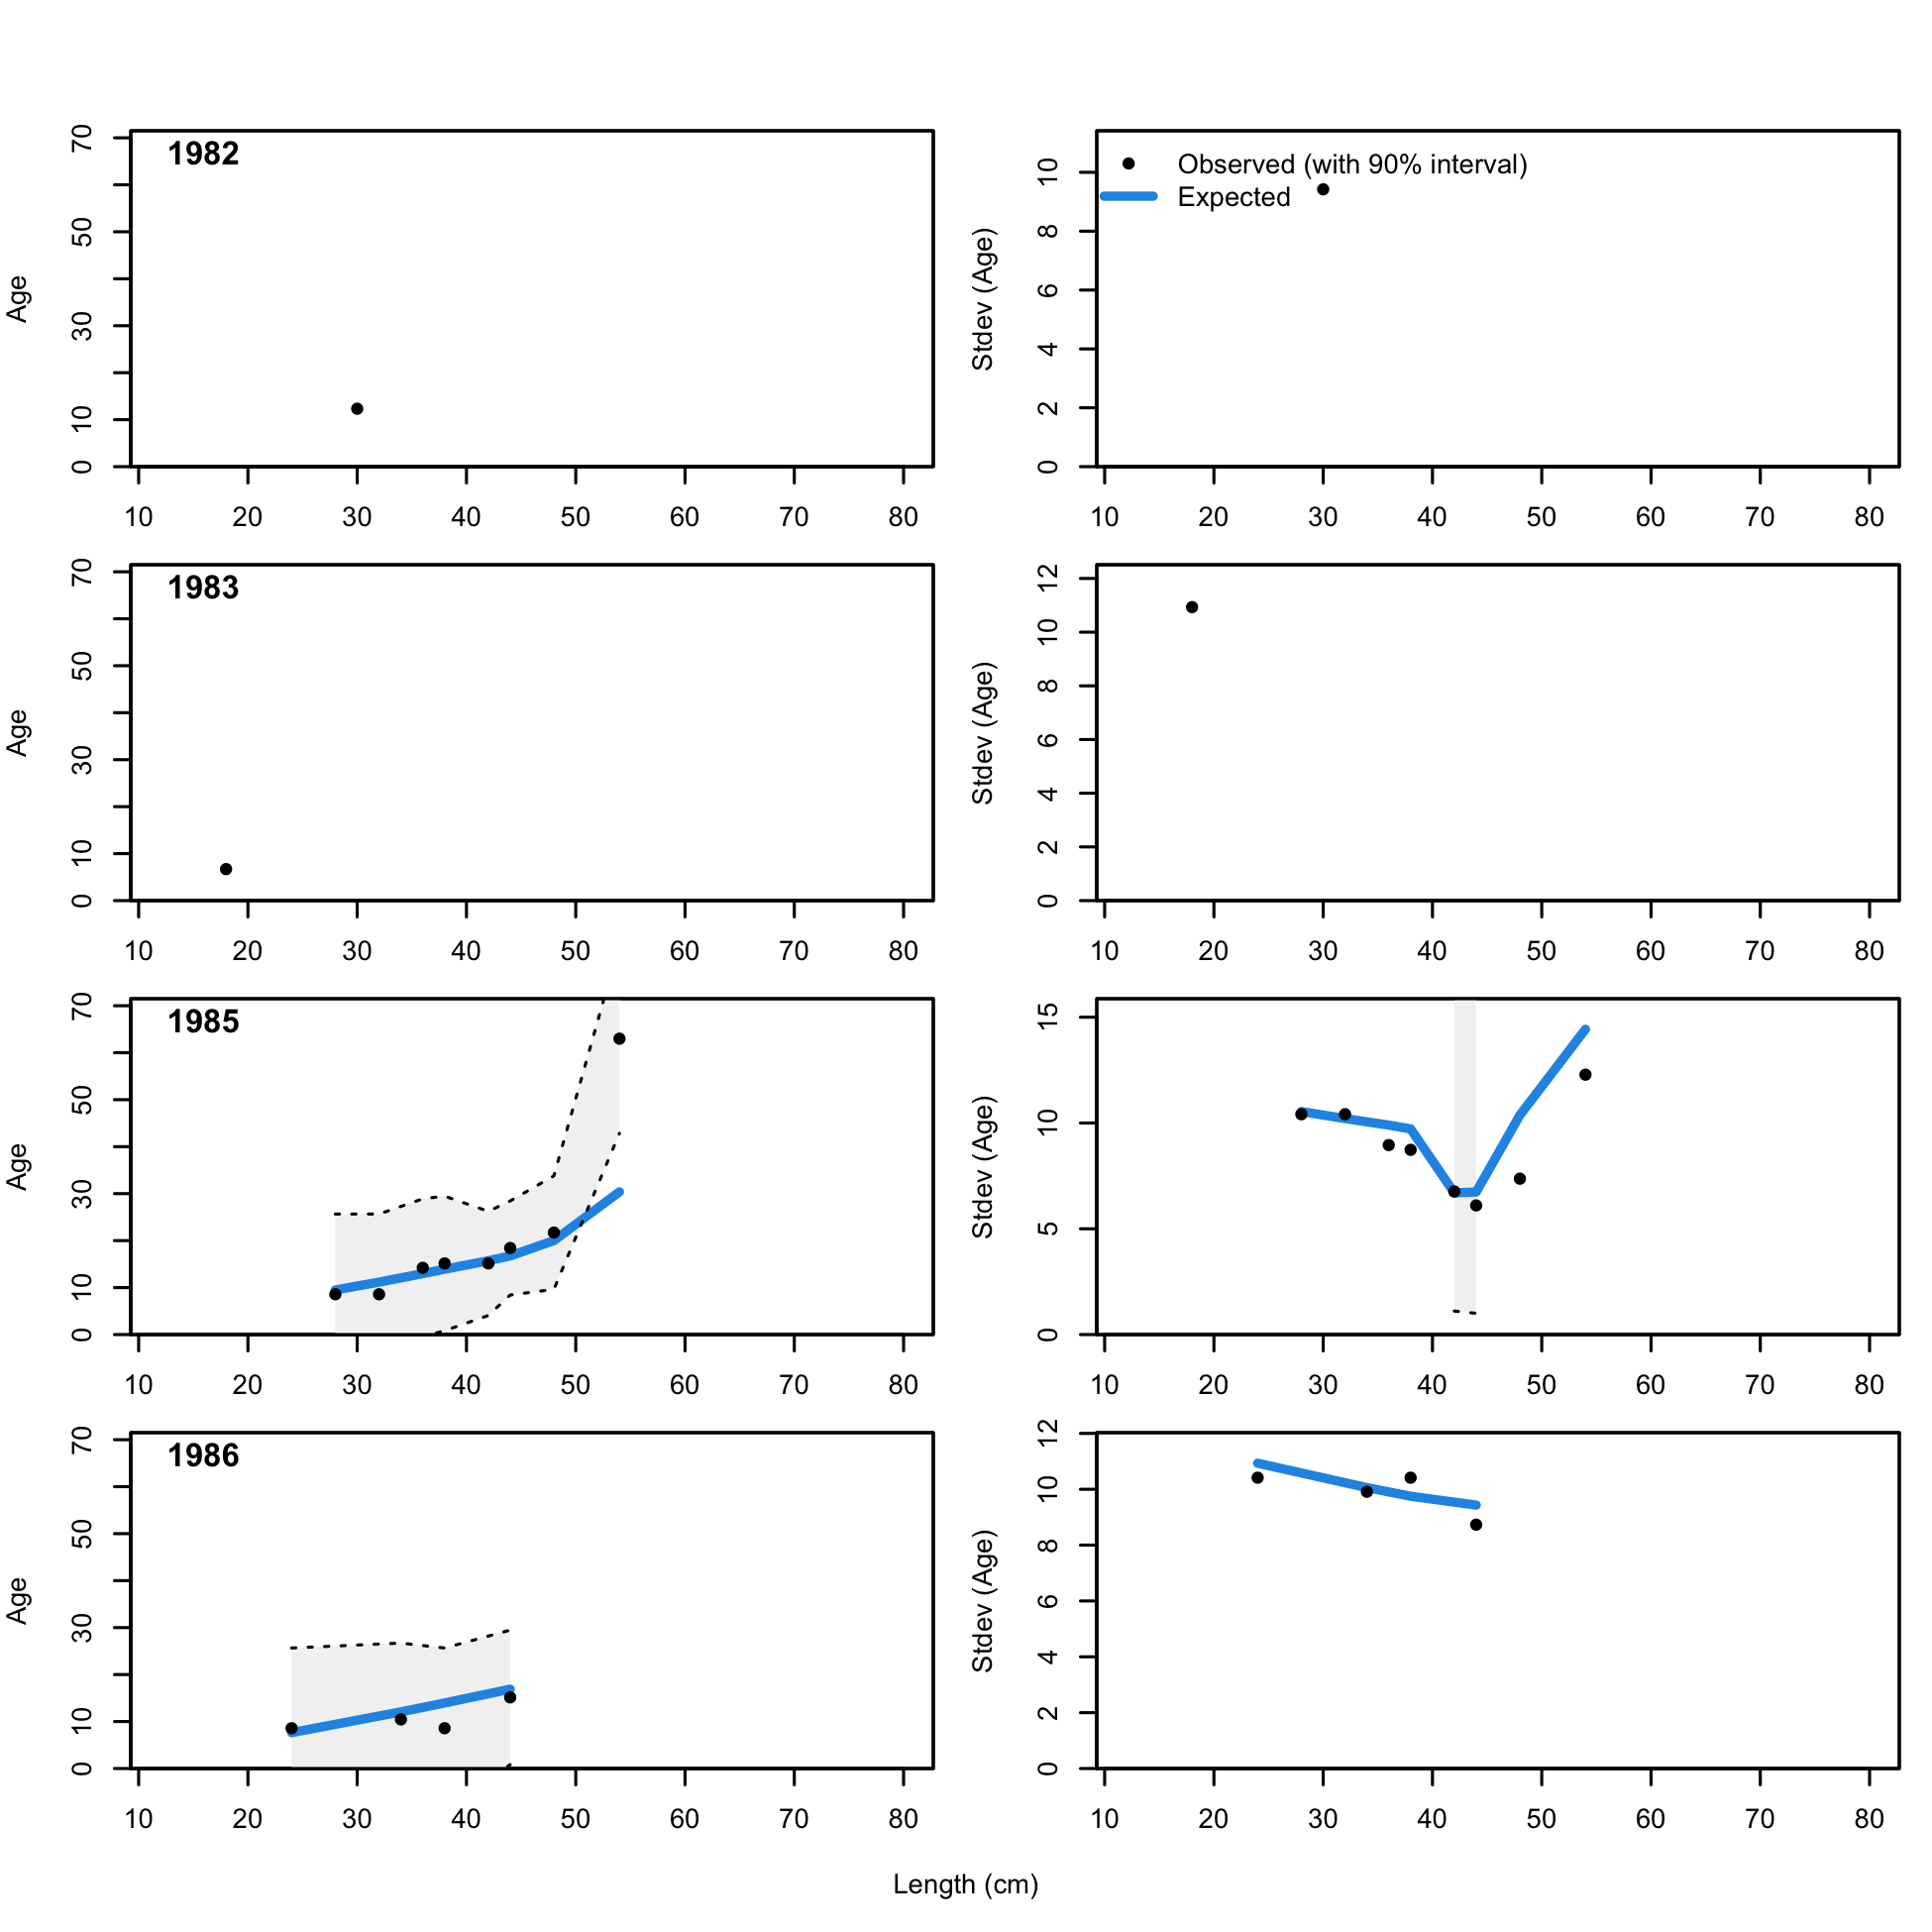 1982
Age
0 10 30 50 70
10 20 30 40 50 60 70 80
Observed (with 90% interval)
Expected
Stdev (Age)
0 2 4 6 8 10
10 20 30 40 50 60 70 80
1983
Age
0 10 30 50 70
10 20 30 40 50 60 70 80
Stdev (Age)
0 2 4 6 8 10 12
10 20 30 40 50 60 70 80
1985
Age
0 10 30 50 70
10 20 30 40 50 60 70 80
Stdev (Age)
0 5 10 15
10 20 30 40 50 60 70 80
1986
Age
0 10 30 50 70
10 20 30 40 50 60 70 80
Stdev (Age)
0 2 4 6 8 10 12
10 20 30 40 50 60 70 80
Length (cm)